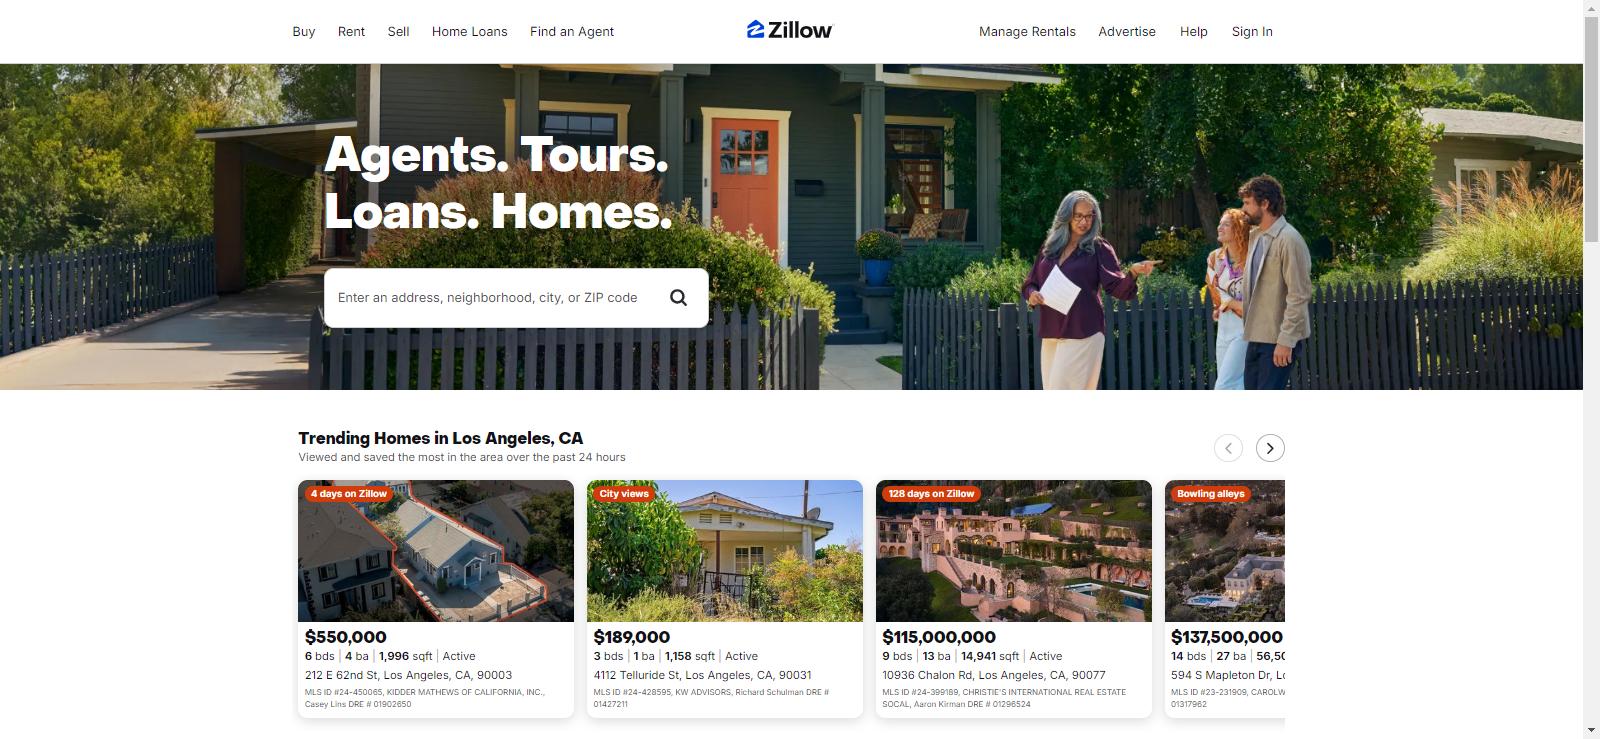 Buy Rent Sell Home Loans Find an Agent Zillow Manage Rentals Advertise Help Sign In
Agents. Tours.
Loans. Homes.
Enter an address, neighborhood, city, or ZIP code
Trending Homes in Los Angeles, CA
Viewed and saved the most in the area over the past 24 hours
4 days on Zillow
$550,000
6 bds | 4 ba | 1,996 sqft | Active
212 E 62nd St, Los Angeles, CA, 90003
MLS ID #24-450065, KIDDER MATHEWS OF CALIFORNIA, INC.,
Casey Lins DRE # 01902650
City views
$189,000
3 bds | 1 ba | 1,158 sqft | Active
4112 Telluride St, Los Angeles, CA, 90031
MLS ID #24-428595, KW ADVISORS, Richard Schulman DRE #
01427211
128 days on Zillow
$115,000,000
9 bds | 13 ba | 14,941 sqft | Active
10936 Chalon Rd, Los Angeles, CA, 90077
MLS ID #24-399189, CHRISTIE'S INTERNATIONAL REAL ESTATE
SOCAL, Aaron Kirman DRE # 01296524
Bowling alleys
$137,500,000
14 bds | 27 ba | 56,50
594 S Mapleton Dr, Lo
MLS ID #23-231909, CAROLW
01317962